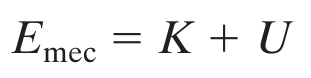 E_mec = K + U